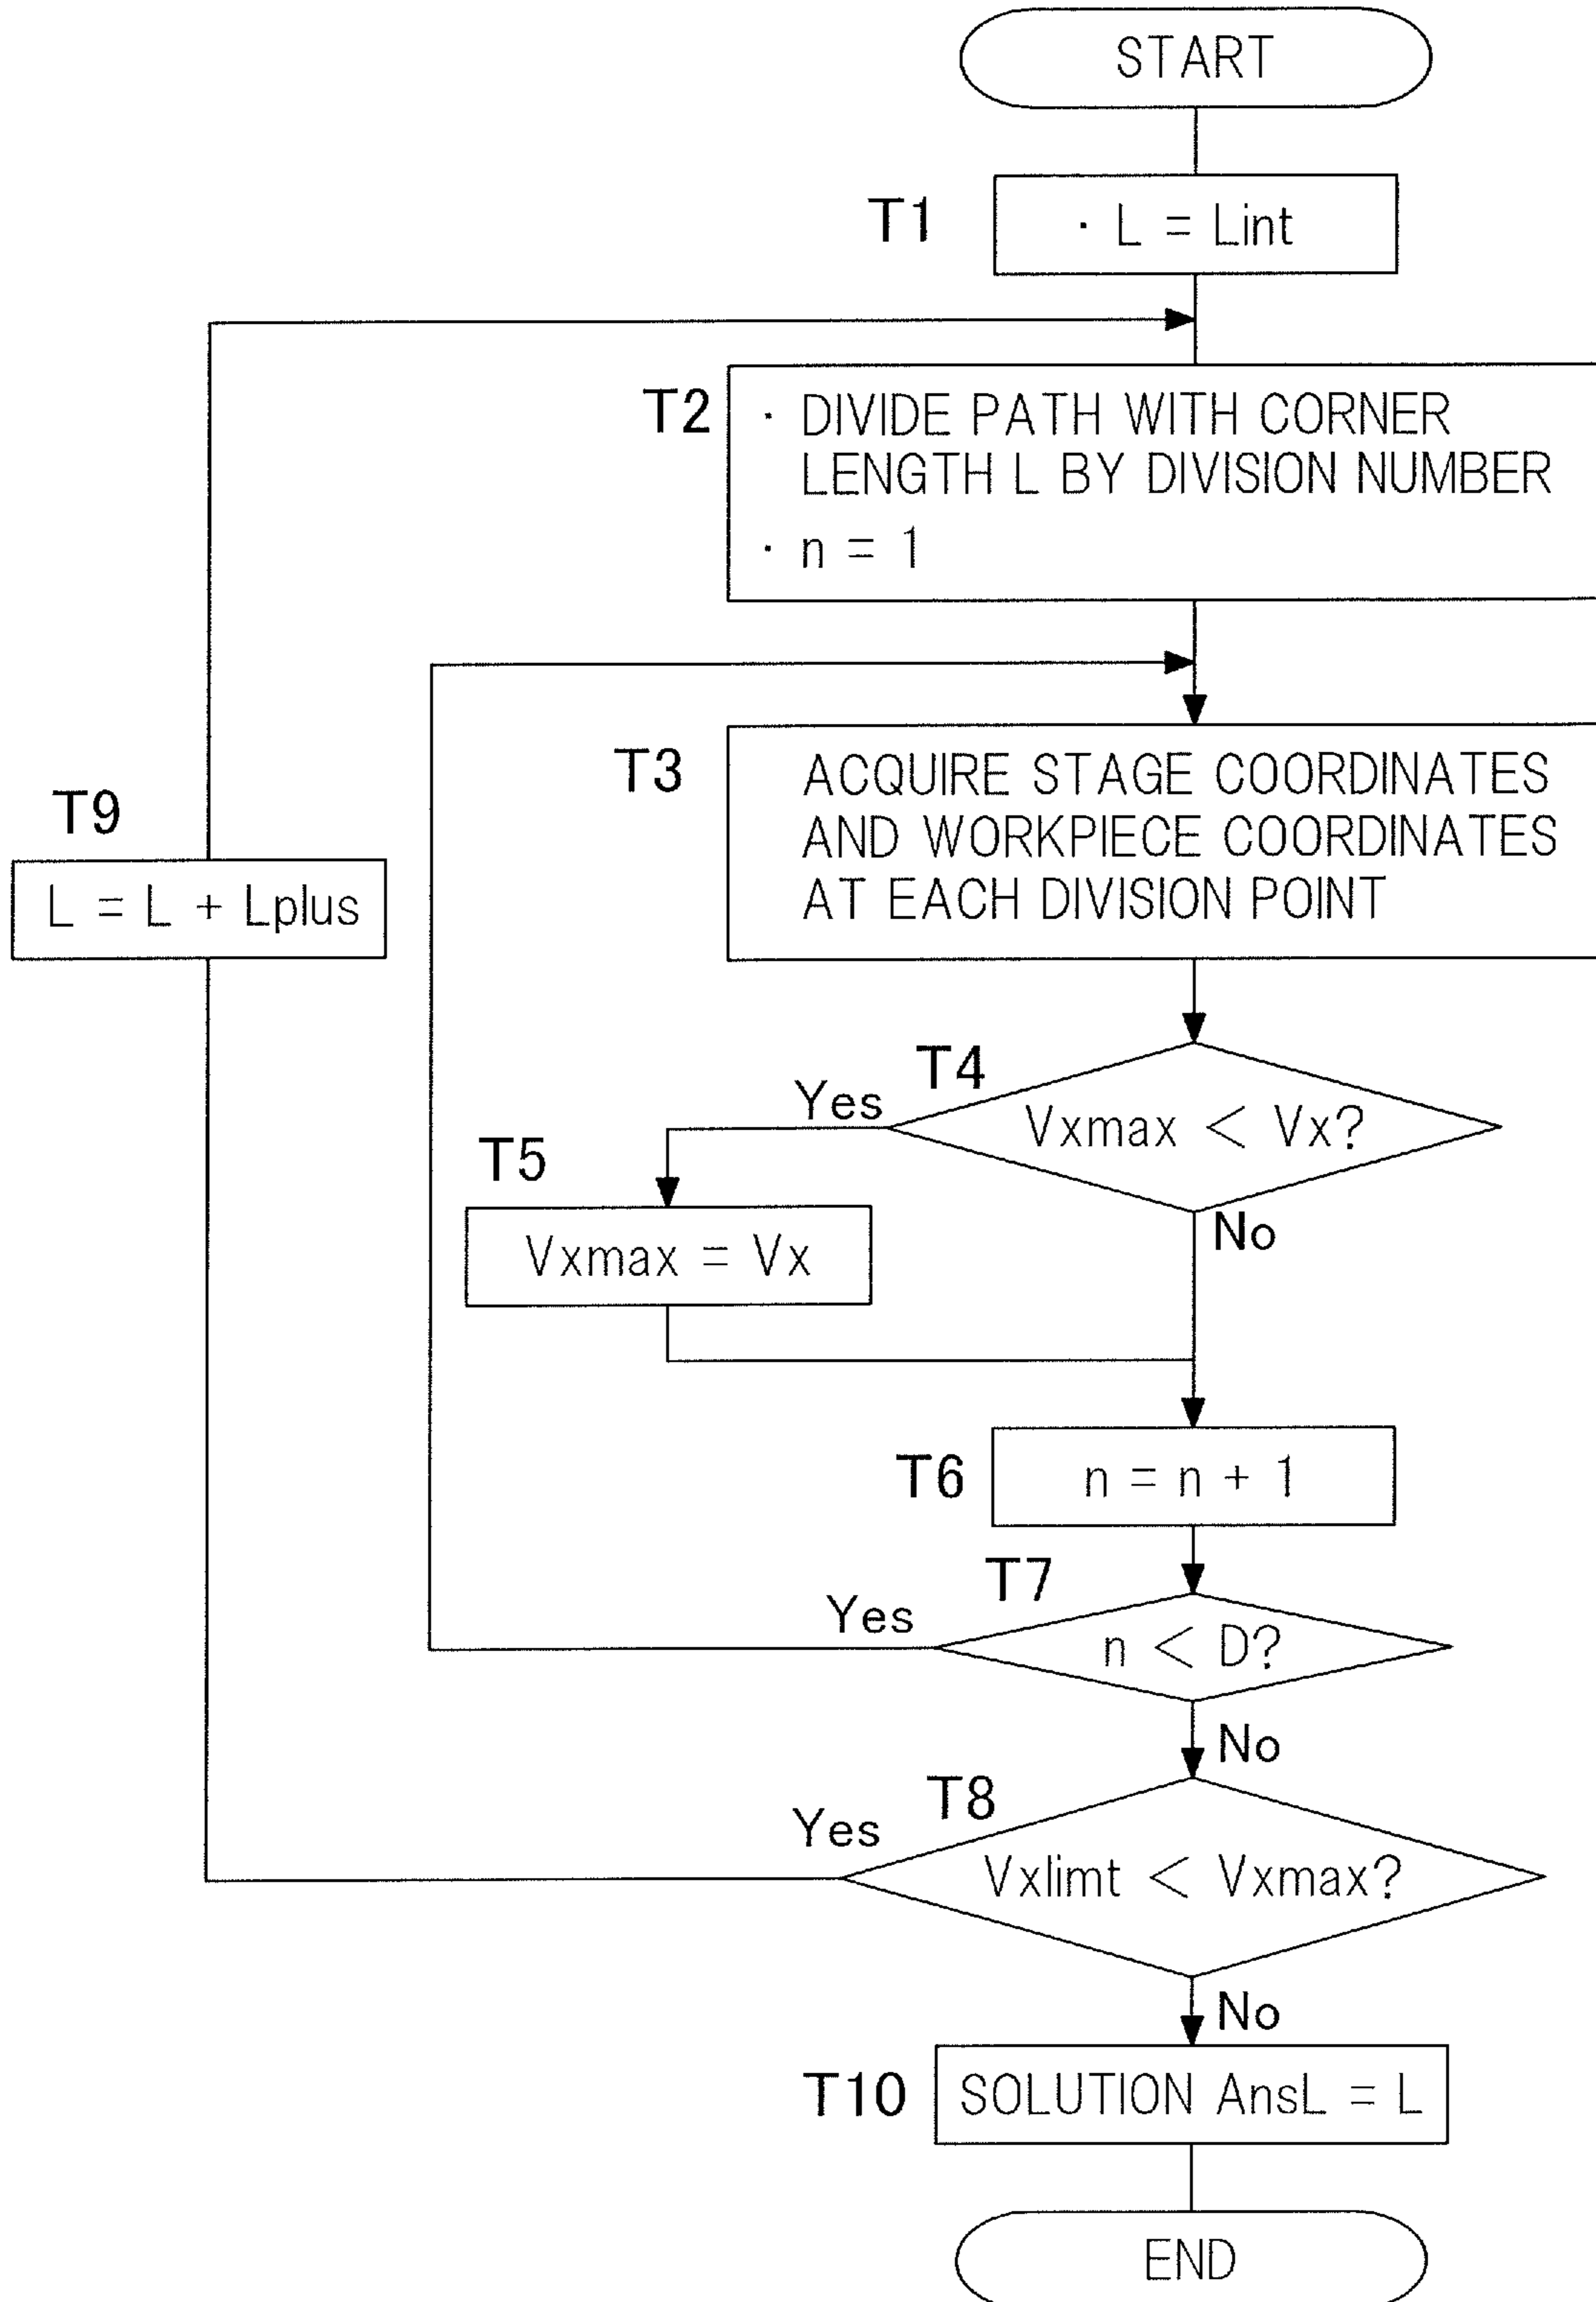 START
T1
· L = Lint
T2
· DIVIDE PATH WITH CORNER
LENGTH L BY DIVISION NUMBER
· n = 1
T3
ACQUIRE STAGE COORDINATES
AND WORKPIECE COORDINATES
AT EACH DIVISION POINT
T9
L = L + Lplus
T4
Yes
Vxmax < Vx?
No
T5
Vxmax = Vx
T6
n = n + 1
T7
Yes
n < D?
No
T8
Yes
Vxlimt < Vxmax?
No
T10
SOLUTION AnsL = L
END